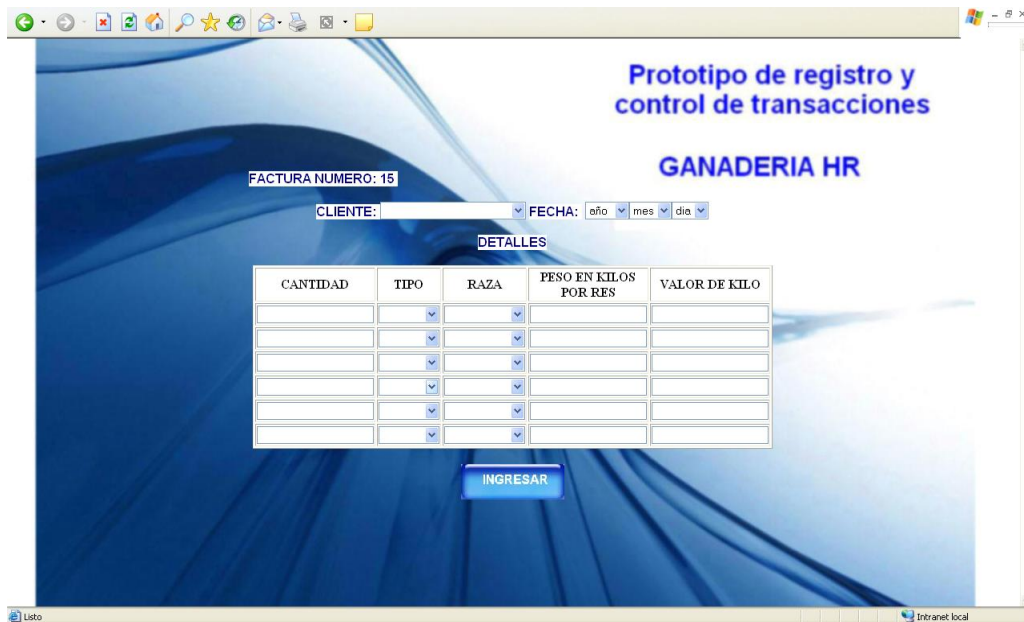 Prototipo de registro y
control de transacciones
GANADERIA HR
FACTURA NUMERO: 15
CLIENTE: FECHA: año mes dia
DETALLES
CANTIDAD TIPO RAZA PESO EN KILOS POR RES VALOR DE KILO
INGRESAR
Listo Intranet local